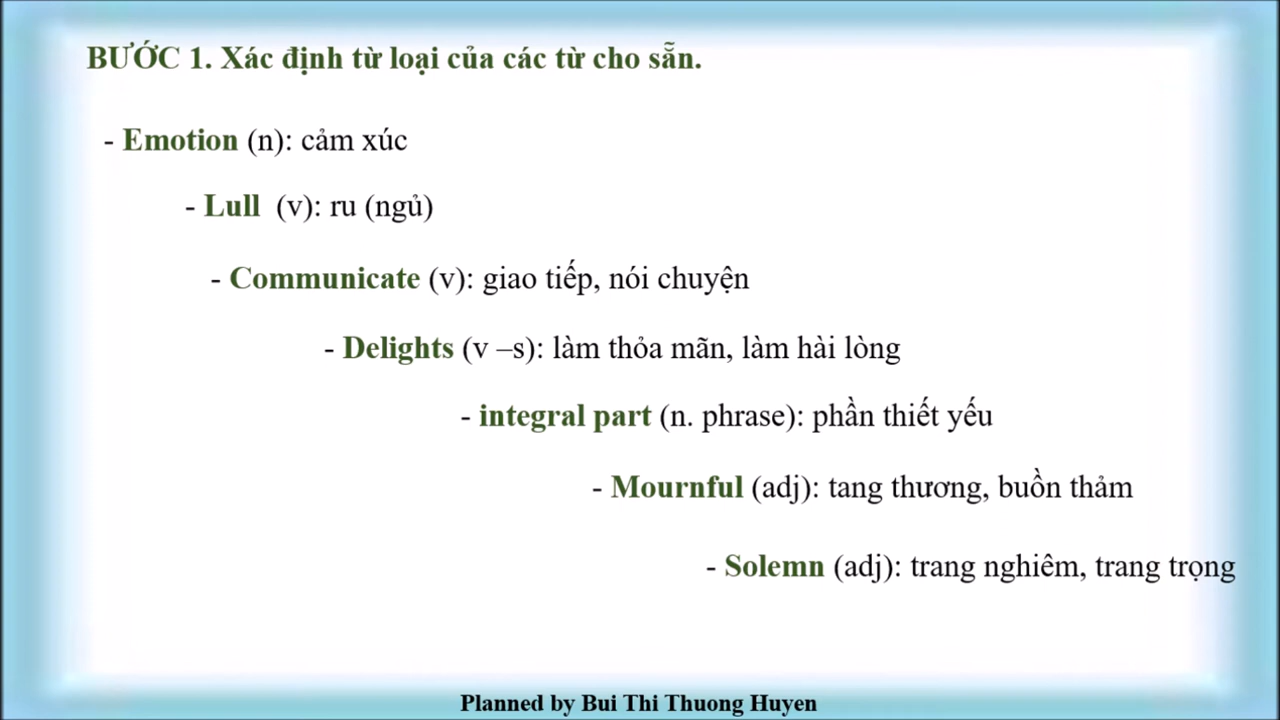 BƯỚC 1. Xác định từ loại của các từ cho sẵn.
- Emotion (n): cảm xúc
- Lull (v): ru (ngủ)
- Communicate (v): giao tiếp, nói chuyện
- Delights (v –s): làm thỏa mãn, làm hài lòng
- integral part (n. phrase): phần thiết yếu
- Mournful (adj): tang thương, buồn thảm
- Solemn (adj): trang nghiêm, trang trọng
Planned by Bui Thi Thuong Huyen